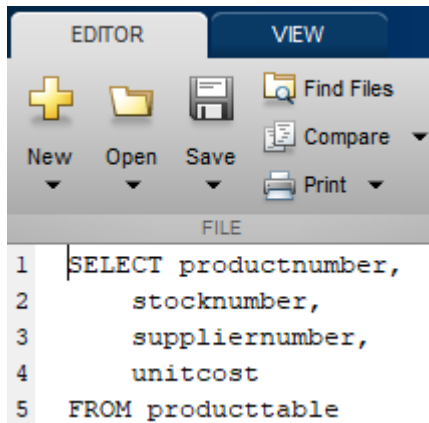 EDITOR VIEW
Find Files
Compare
New Open Save
Print
FILE
1 SELECT productnumber,
2 stocknumber,
3 suppliernumber,
4 unitcost
5 FROM producttable